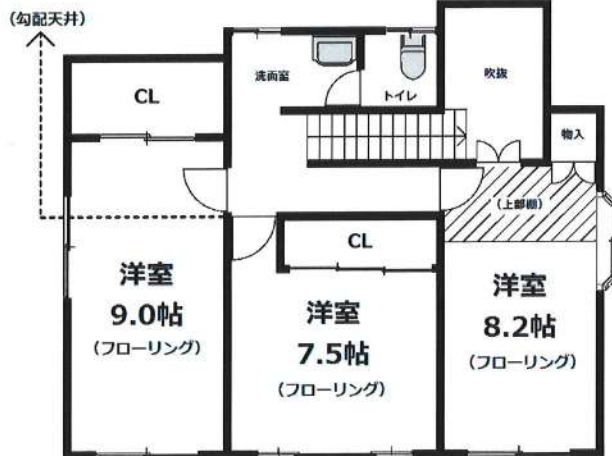 (勾配天井)
CL
洗面室
トイレ
吹抜
物入
(上部棚)
CL
洋室
9.0帖
(フローリング)
洋室
7.5帖
(フローリング)
洋室
8.2帖
(フローリング)